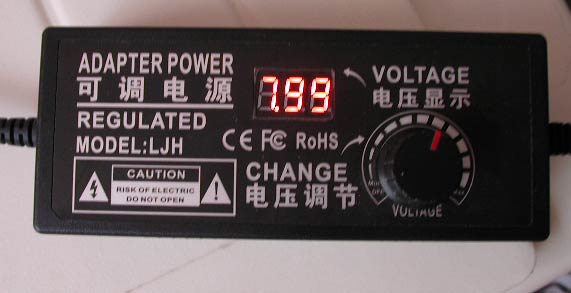 ADAPTER POWER
可调电源
REGULATED
MODEL:LJH
CAUTION
RISK OF ELECTRIC
DO NOT OPEN
7.99
VOLTAGE
电压显示
CE FC RoHS
CHANGE
电压调节
VOLTAGE